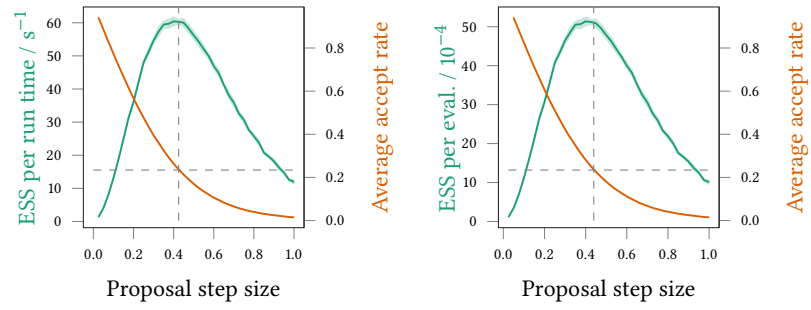 ESS per run time / s⁻¹
60
50
40
30
20
10
0
0.8
0.6
0.4
0.2
0.0
Average accept rate
0.0 0.2 0.4 0.6 0.8 1.0
Proposal step size
ESS per eval. / 10⁻⁴
50
40
30
20
10
0
0.8
0.6
0.4
0.2
0.0
Average accept rate
0.0 0.2 0.4 0.6 0.8 1.0
Proposal step size